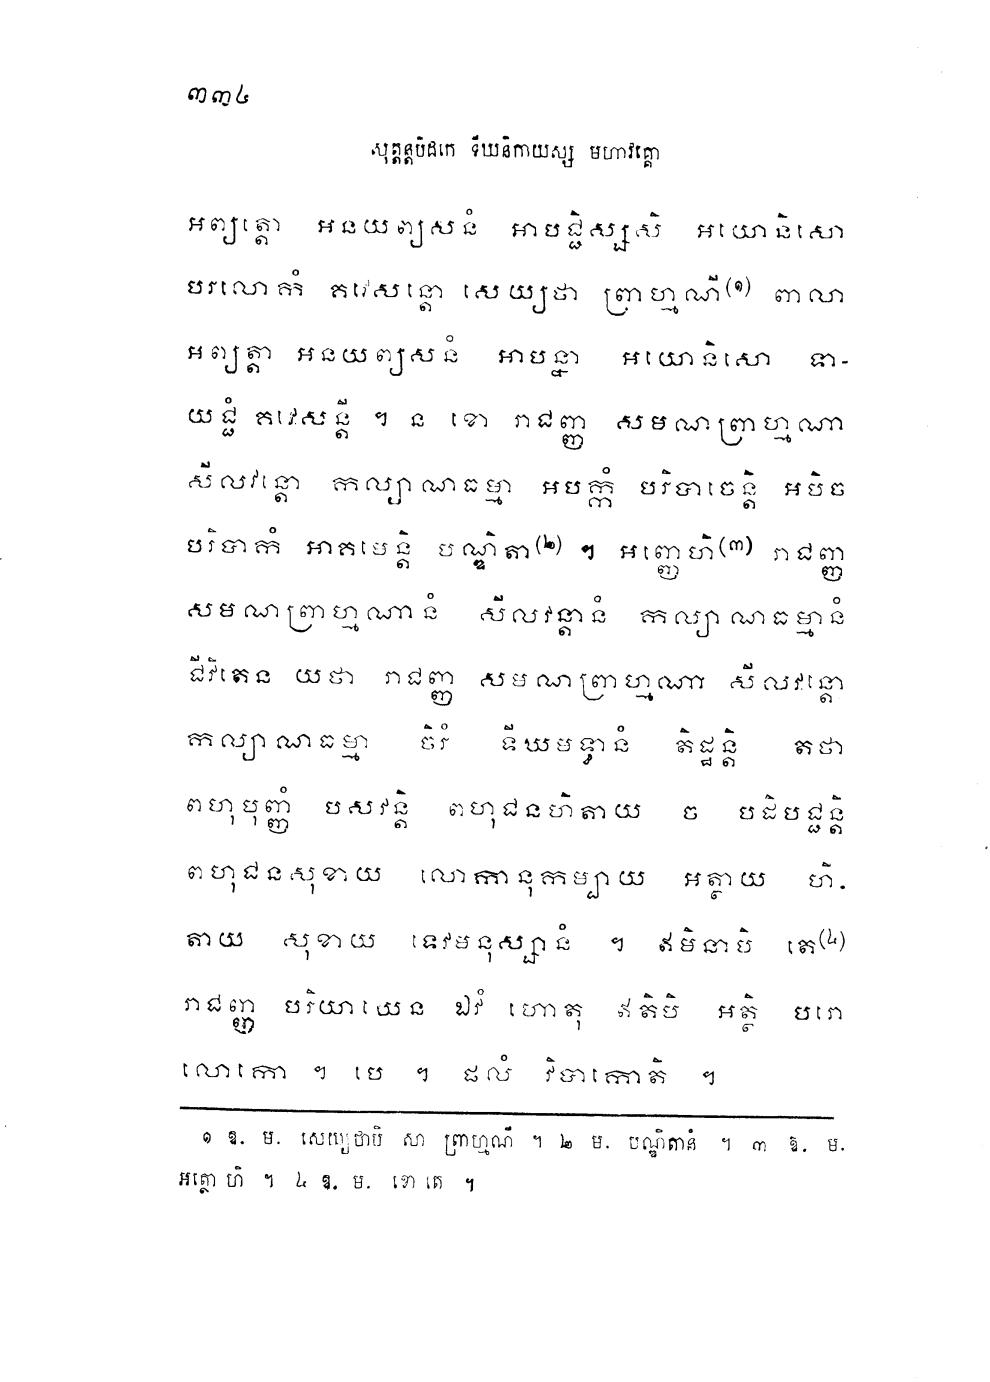 ៣៣៤
សុត្តន្តបិដកេ ទីឃនិកាយស្ស មហាវគ្គោ
អព្យត្តោ អនយព្យសនំ អាបជ្ជិស្សសិ អយោនិសោ
បរលោកំ គវេសន្តោ សេយ្យថា ព្រាហ្មណី(១) ពាលា
អព្យត្តា អនយព្យសនំ អាបន្នា អយោនិសោ ទា-
យជ្ជំ គវេសន្តី ។ ន ខោ រាជញ្ញ សមណព្រាហ្មណា
សីលវន្តោ កល្យាណធម្មា អបក្កំ បរិបាចេន្តិ អបិច
បរិបាកំ អាគមេន្តិ បណ្ឌិតា(២) ។ អញ្ញេហិ(៣) រាជញ្ញ
សមណព្រាហ្មណានំ សីលវន្តានំ កល្យាណធម្មានំ
ជីវិតេន យថា រាជញ្ញ សមណព្រាហ្មណា សីលវន្តោ
កល្យាណធម្មា ចិរំ ទីឃមទ្ធានំ តិដ្ឋន្តិ តថា
ពហុបុញ្ញំ បសវន្តិ ពហុជនហិតាយ ច បដិបជ្ជន្តិ
ពហុជនសុខាយ លោកានុកម្បាយ អត្ថាយ ហិ-
តាយ សុខាយ ទេវមនុស្សានំ ។ ឥមិនាបិ តេ(៤)
រាជញ្ញ បរិយាយេន ឯវំ ហោតុ ឥតិបិ អត្ថិ បរោ
លោកោ ។ បេ ។ ផលំ វិបាកោតិ ។
១ ឱ. ម. សេយ្យថាបិ សា ព្រាហ្មណី ។ ២ ម. បណ្ឌិតានំ ។ ៣ ឱ. ម.
អត្ថោ ហិ ។ ៤ ឱ. ម. ខោ តេ ។